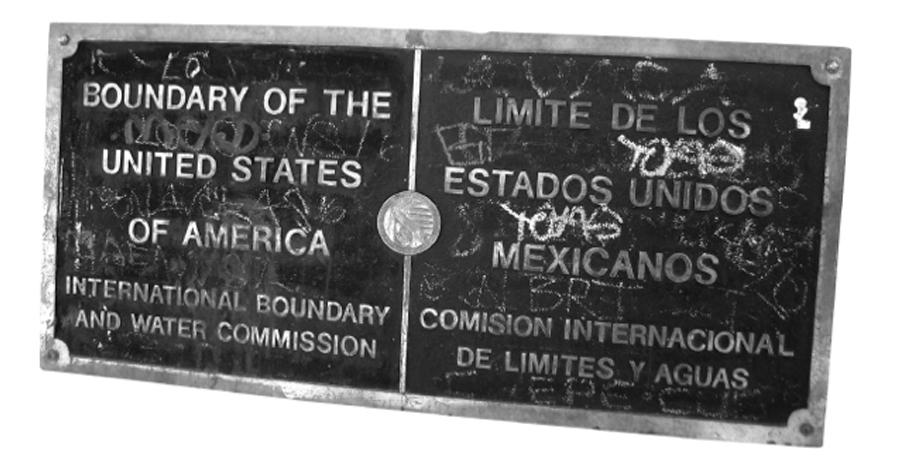 BOUNDARY OF THE
UNITED STATES
OF AMERICA
INTERNATIONAL BOUNDARY
AND WATER COMMISSION
LIMITE DE LOS
ESTADOS UNIDOS
MEXICANOS
COMISION INTERNACIONAL
DE LIMITES Y AGUAS